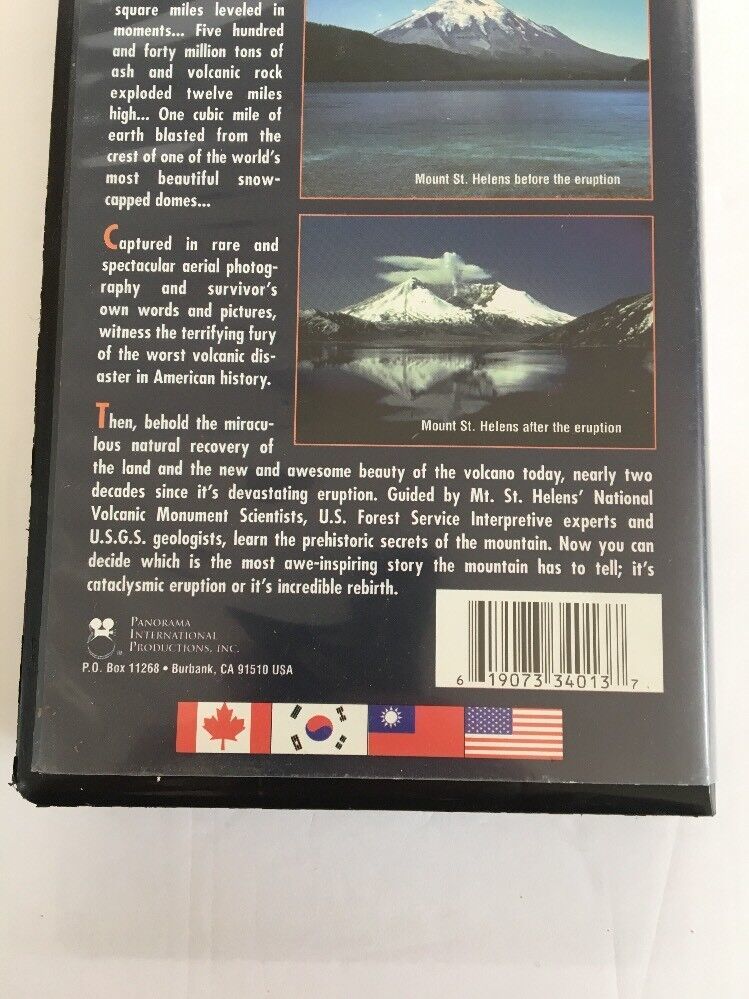 square miles leveled in
moments... Five hundred
and forty million tons of
ash and volcanic rock
exploded twelve miles
high... One cubic mile of
earth blasted from the
crest of one of the world's
most beautiful snow-
capped domes...
Mount St. Helens before the eruption
Captured in rare and
spectacular aerial photog-
raphy and survivor's
own words and pictures,
witness the terrifying fury
of the worst volcanic dis-
aster in American history.
Mount St. Helens after the eruption
Then, behold the miracu-
lous natural recovery of
the land and the new and awesome beauty of the volcano today, nearly two
decades since it's devastating eruption. Guided by Mt. St. Helens' National
Volcanic Monument Scientists, U.S. Forest Service Interpretive experts and
U.S.G.S. geologists, learn the prehistoric secrets of the mountain. Now you can
decide which is the most awe-inspiring story the mountain has to tell; it's
cataclysmic eruption or it's incredible rebirth.
PANORAMA
INTERNATIONAL
PRODUCTIONS, INC.
P.O. Box 11268 • Burbank, CA 91510 USA
6 19073 34013 7